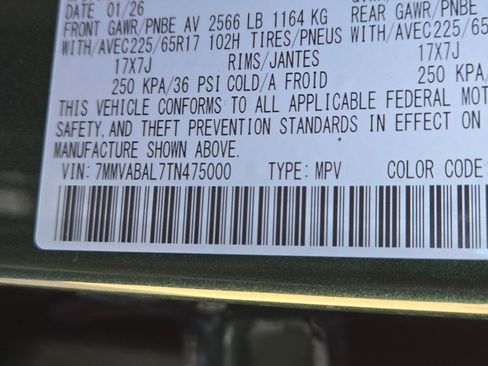 DATE 01/26
FRONT GAWR/PNBE AV 2566 LB 1164 KG REAR GAWR/PNBE
WITH/AVEC225/65R17 102H TIRES/PNEUS WITH/AVEC225/65
17X7J RIMS/JANTES 17X7J
250 KPA/36 PSI COLD/A FROID 250 KPA
THIS VEHICLE CONFORMS TO ALL APPLICABLE FEDERAL MOT
SAFETY, AND THEFT PREVENTION STANDARDS IN EFFECT ON
MANUFACTURE SHOWN ABOVE.
VIN: 7MMVABAL7TN475000 TYPE: MPV COLOR CODE: